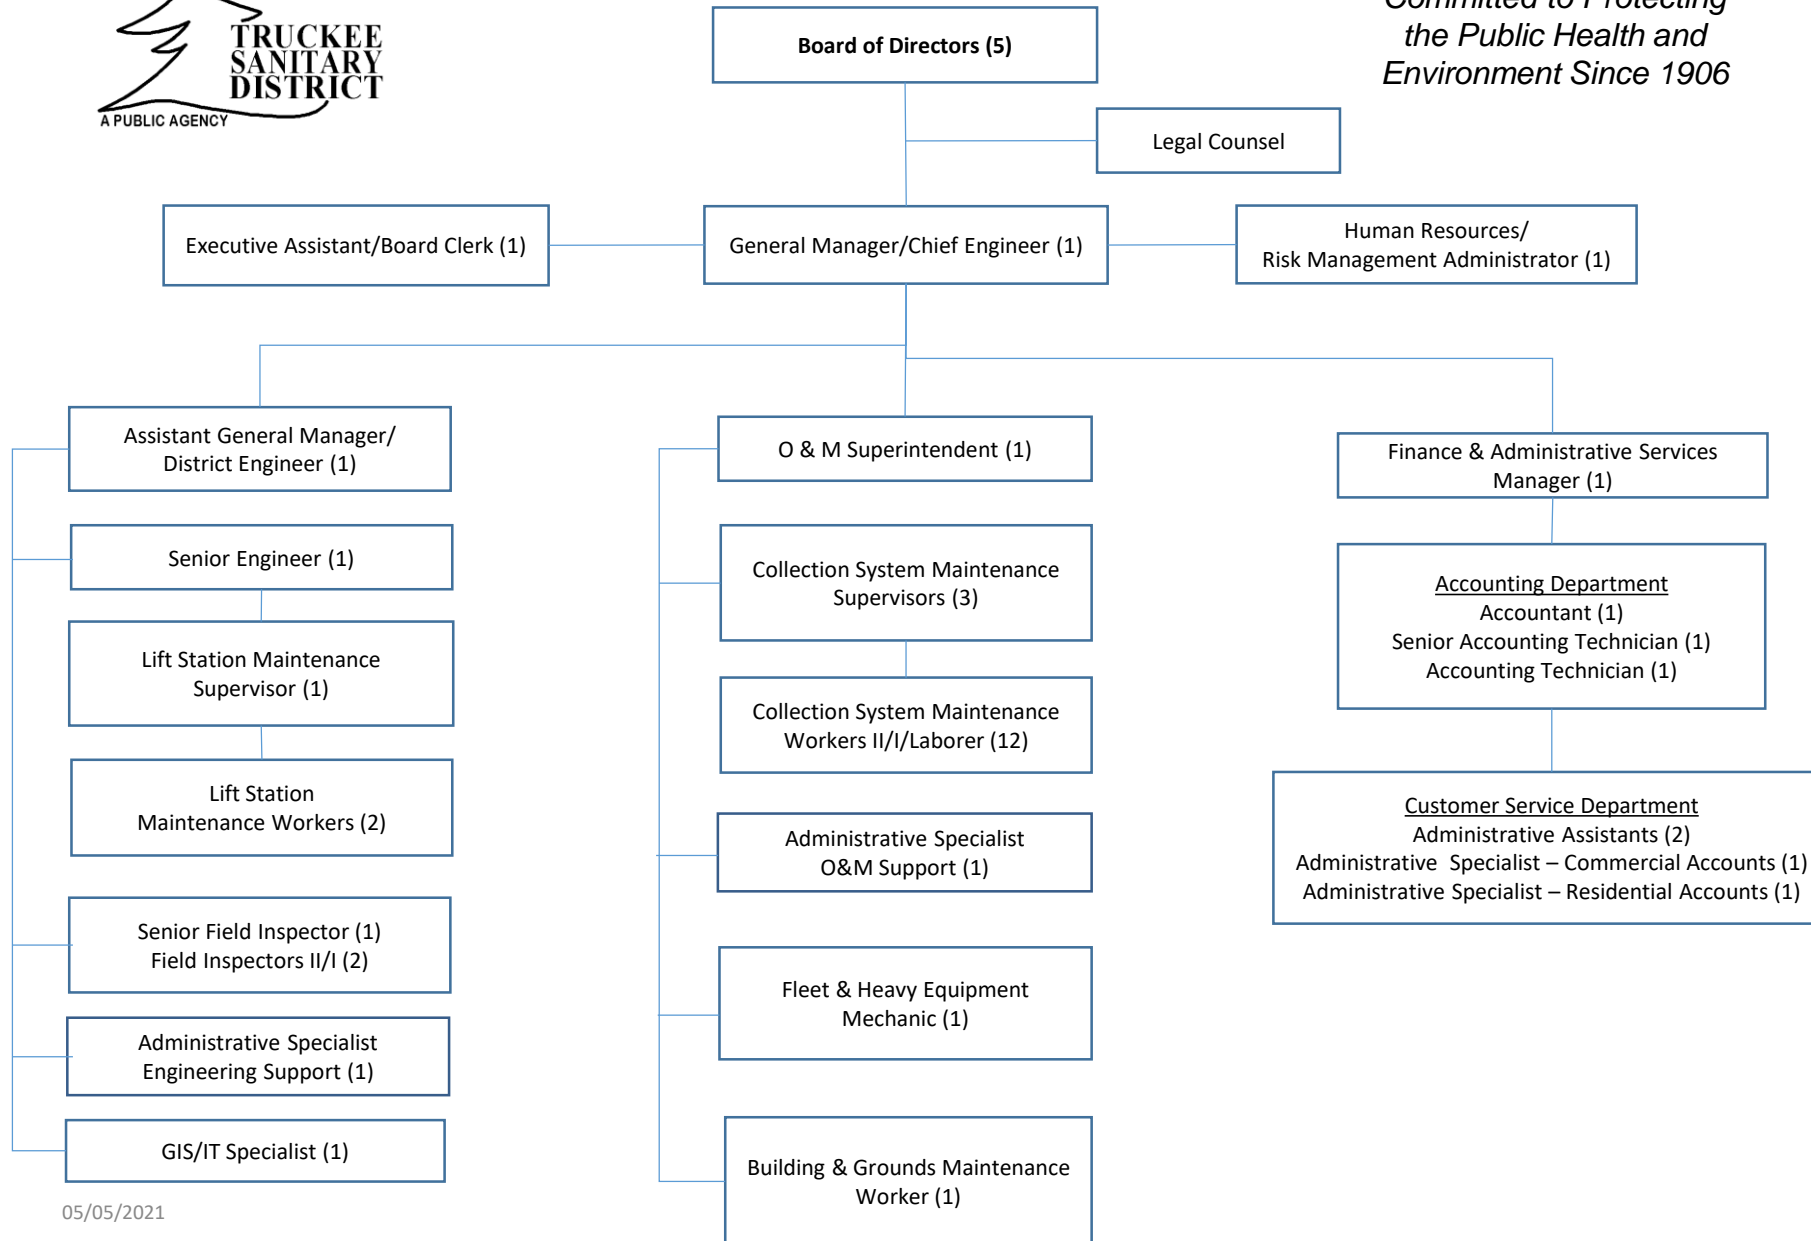 TRUCKEE
SANITARY
DISTRICT
A PUBLIC AGENCY
Committed to Protecting
the Public Health and
Environment Since 1906
Board of Directors (5)
Legal Counsel
Executive Assistant/Board Clerk (1)
General Manager/Chief Engineer (1)
Human Resources/
Risk Management Administrator (1)
Assistant General Manager/
District Engineer (1)
Senior Engineer (1)
Lift Station Maintenance
Supervisor (1)
Lift Station
Maintenance Workers (2)
Senior Field Inspector (1)
Field Inspectors II/I (2)
Administrative Specialist
Engineering Support (1)
GIS/IT Specialist (1)
O & M Superintendent (1)
Collection System Maintenance
Supervisors (3)
Collection System Maintenance
Workers II/I/Laborer (12)
Administrative Specialist
O&M Support (1)
Fleet & Heavy Equipment
Mechanic (1)
Building & Grounds Maintenance
Worker (1)
Finance & Administrative Services
Manager (1)
Accounting Department
Accountant (1)
Senior Accounting Technician (1)
Accounting Technician (1)
Customer Service Department
Administrative Assistants (2)
Administrative  Specialist – Commercial Accounts (1)
Administrative Specialist – Residential Accounts (1)
05/05/2021